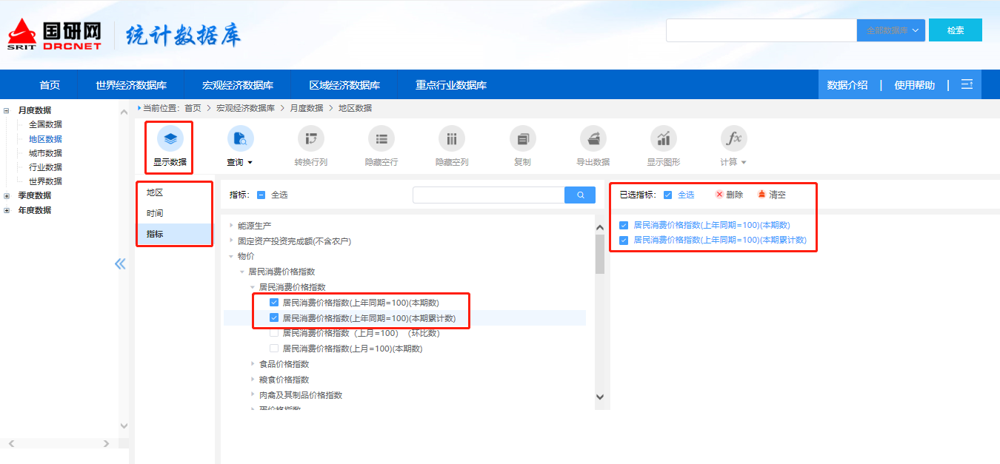 SRIT
国研网
DRCNET
统计数据库
全部数据库
检索
首页
世界经济数据库
宏观经济数据库
区域经济数据库
重点行业数据库
数据介绍 | 使用帮助 |
月度数据
全国数据
地区数据
城市数据
行业数据
世界数据
季度数据
年度数据
当前位置: 首页 > 宏观经济数据库 > 月度数据 > 地区数据
显示数据
查询
转换行列
隐藏空行
隐藏空列
复制
导出数据
显示图形
fx
计算
地区
时间
指标
指标: 全选
能源生产
固定资产投资完成额(不含农户)
物价
居民消费价格指数
居民消费价格指数
居民消费价格指数(上年同期=100)(本期数)
居民消费价格指数(上年同期=100)(本期累计数)
居民消费价格指数（上月=100）（环比数)
居民消费价格指数(上月=100)(本期数)
食品价格指数
粮食价格指数
肉禽及其制品价格指数
蛋价格指数
已选指标: 全选 删除 清空
居民消费价格指数(上年同期=100)(本期数)
居民消费价格指数(上年同期=100)(本期累计数)